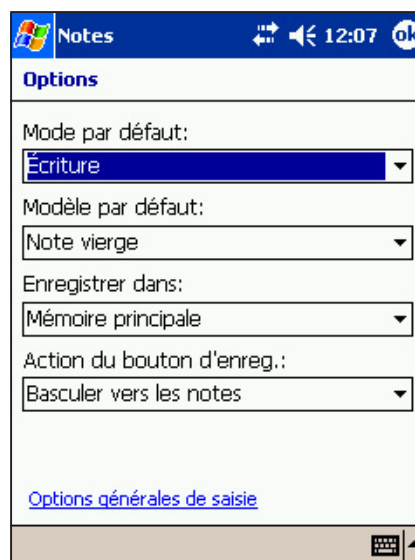 Notes 12:07 ok
Options
Mode par défaut:
Écriture
Modèle par défaut:
Note vierge
Enregistrer dans:
Mémoire principale
Action du bouton d'enreg.:
Basculer vers les notes
Options générales de saisie